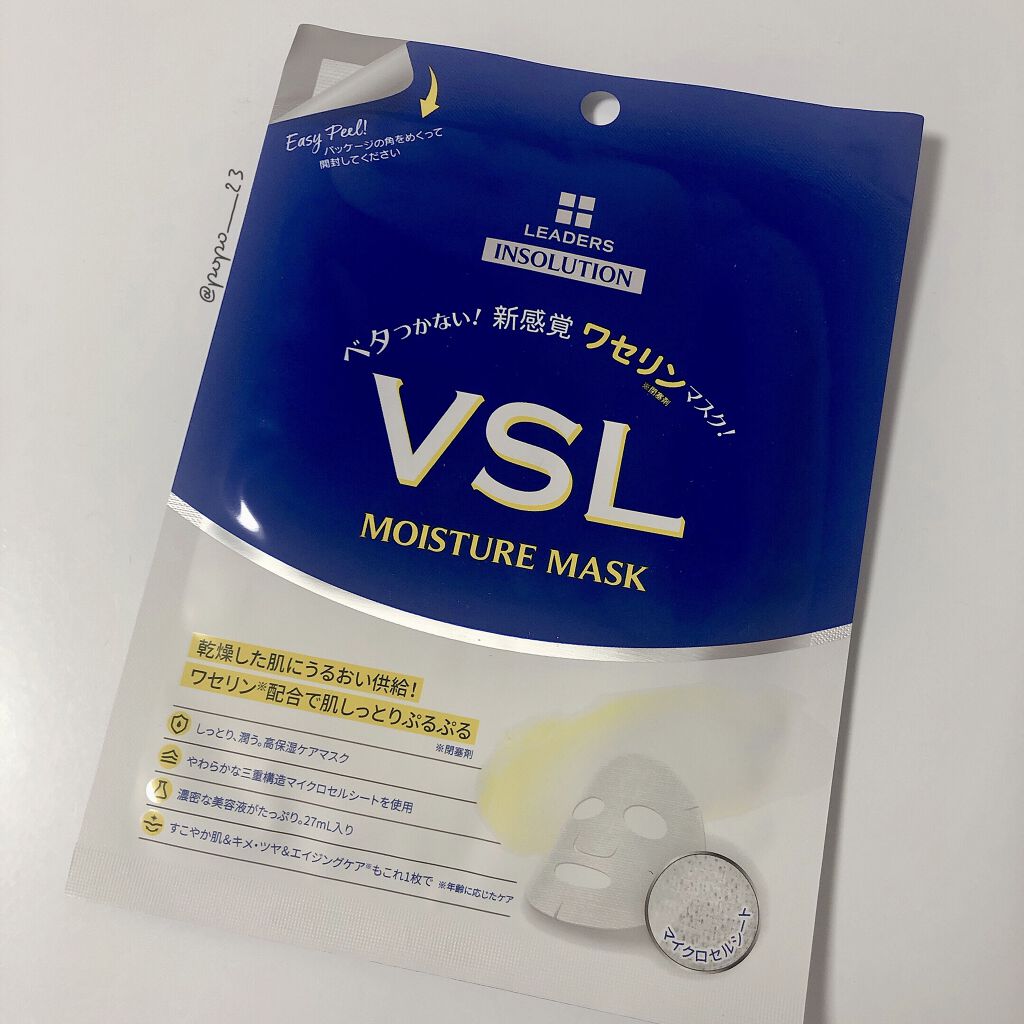 Easy Peel!
パッケージの角をめくって
開封してください
@popo__23
LEADERS
INSOLUTION
ベタつかない!新感覚 ワセリンマスク!
※閉塞剤
VSL
MOISTURE MASK
乾燥した肌にうるおい供給!
ワセリン※配合で肌しっとりぷるぷる
※閉塞剤
しっとり、潤う。高保湿ケアマスク
やわらかな三重構造マイクロセルシートを使用
濃密な美容液がたっぷり。27mL入り
すこやか肌&キメ・ツヤ&エイジングケア※もこれ1枚で ※年齢に応じたケア
マイクロセルシート